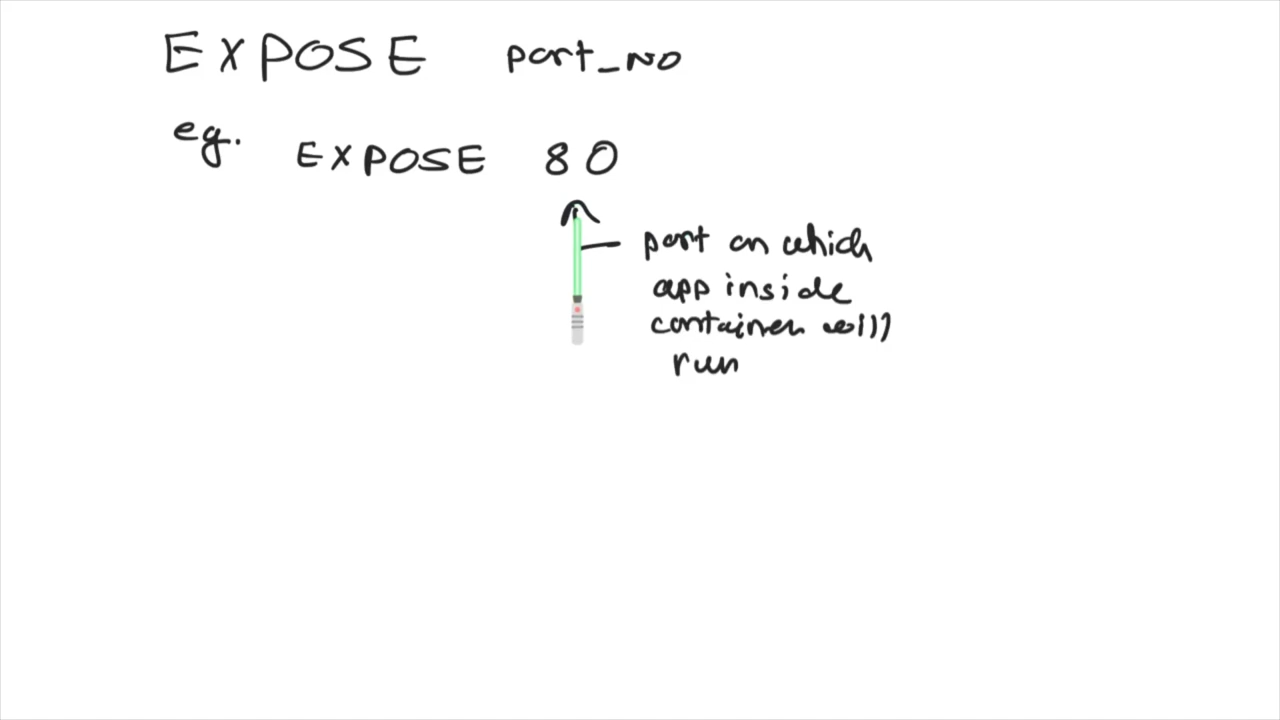 EXPOSE port_NO
eg. EXPOSE 80
port on which
app inside
container will
run